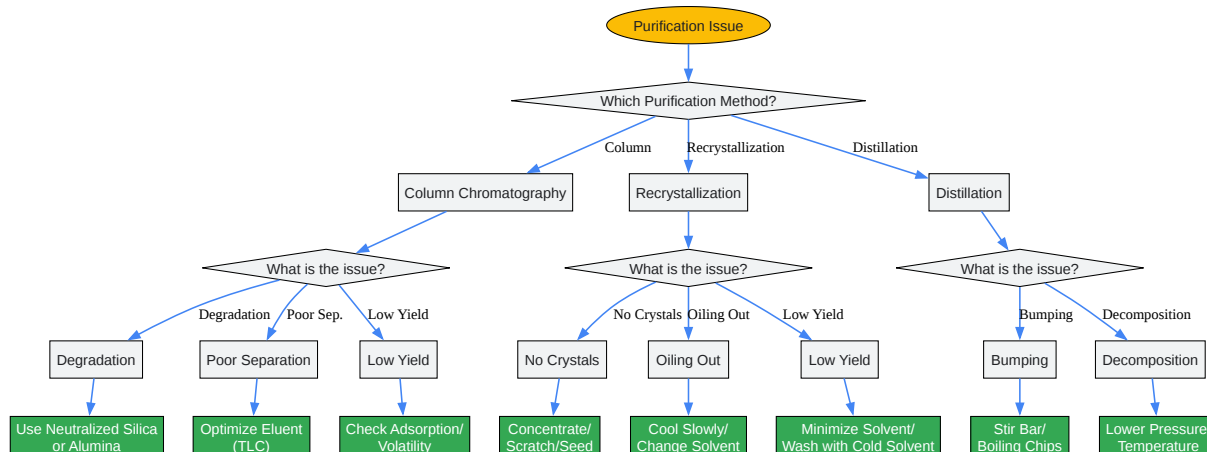 Purification Issue
Which Purification Method?
Column
Recrystallization
Distillation
Column Chromatography
Recrystallization
Distillation
What is the issue?
What is the issue?
What is the issue?
Degradation
Poor Sep.
Low Yield
No Crystals
Oiling Out
Low Yield
Bumping
Decomposition
Degradation
Poor Separation
Low Yield
No Crystals
Oiling Out
Low Yield
Bumping
Decomposition
Use Neutralized Silica
or Alumina
Optimize Eluent
(TLC)
Check Adsorption/
Volatility
Concentrate/
Scratch/Seed
Cool Slowly/
Change Solvent
Minimize Solvent/
Wash with Cold Solvent
Stir Bar/
Boiling Chips
Lower Pressure/
Temperature